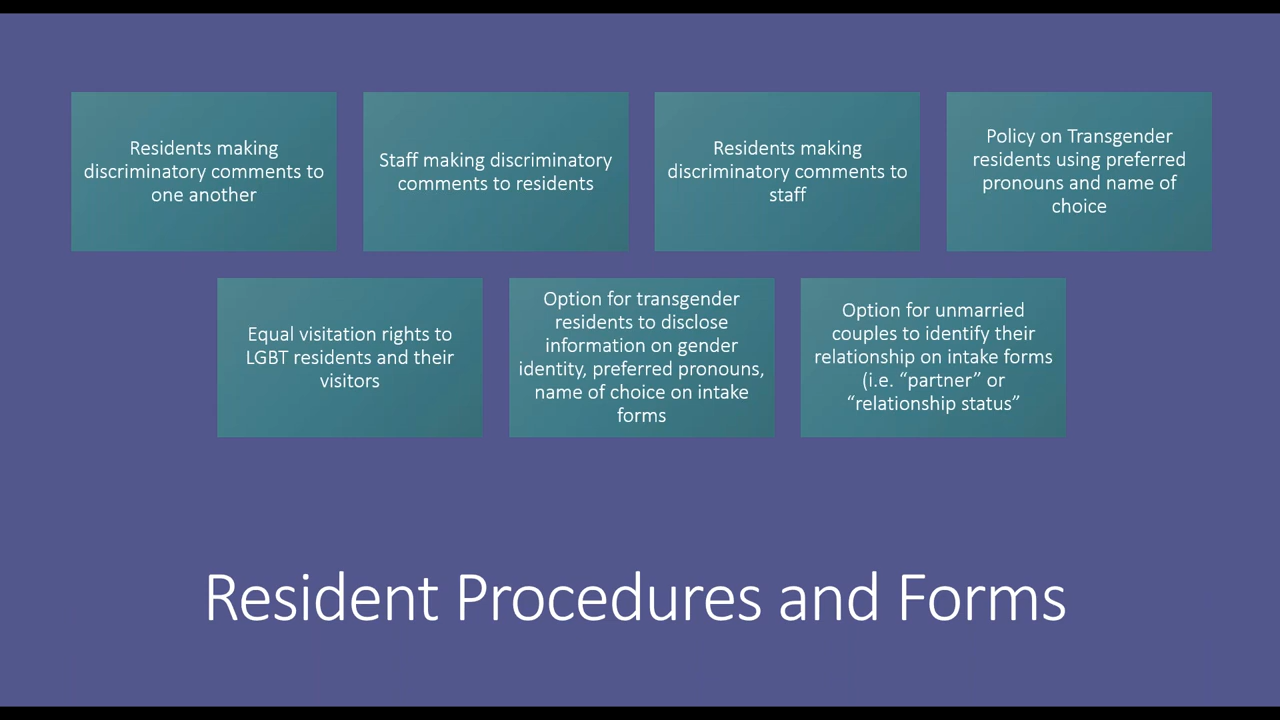 Residents making
discriminatory comments to
one another
Staff making discriminatory
comments to residents
Residents making
discriminatory comments to
staff
Policy on Transgender
residents using preferred
pronouns and name of
choice
Equal visitation rights to
LGBT residents and their
visitors
Option for transgender
residents to disclose
information on gender
identity, preferred pronouns,
name of choice on intake
forms
Option for unmarried
couples to identify their
relationship on intake forms
(i.e. “partner” or
“relationship status”
Resident Procedures and Forms